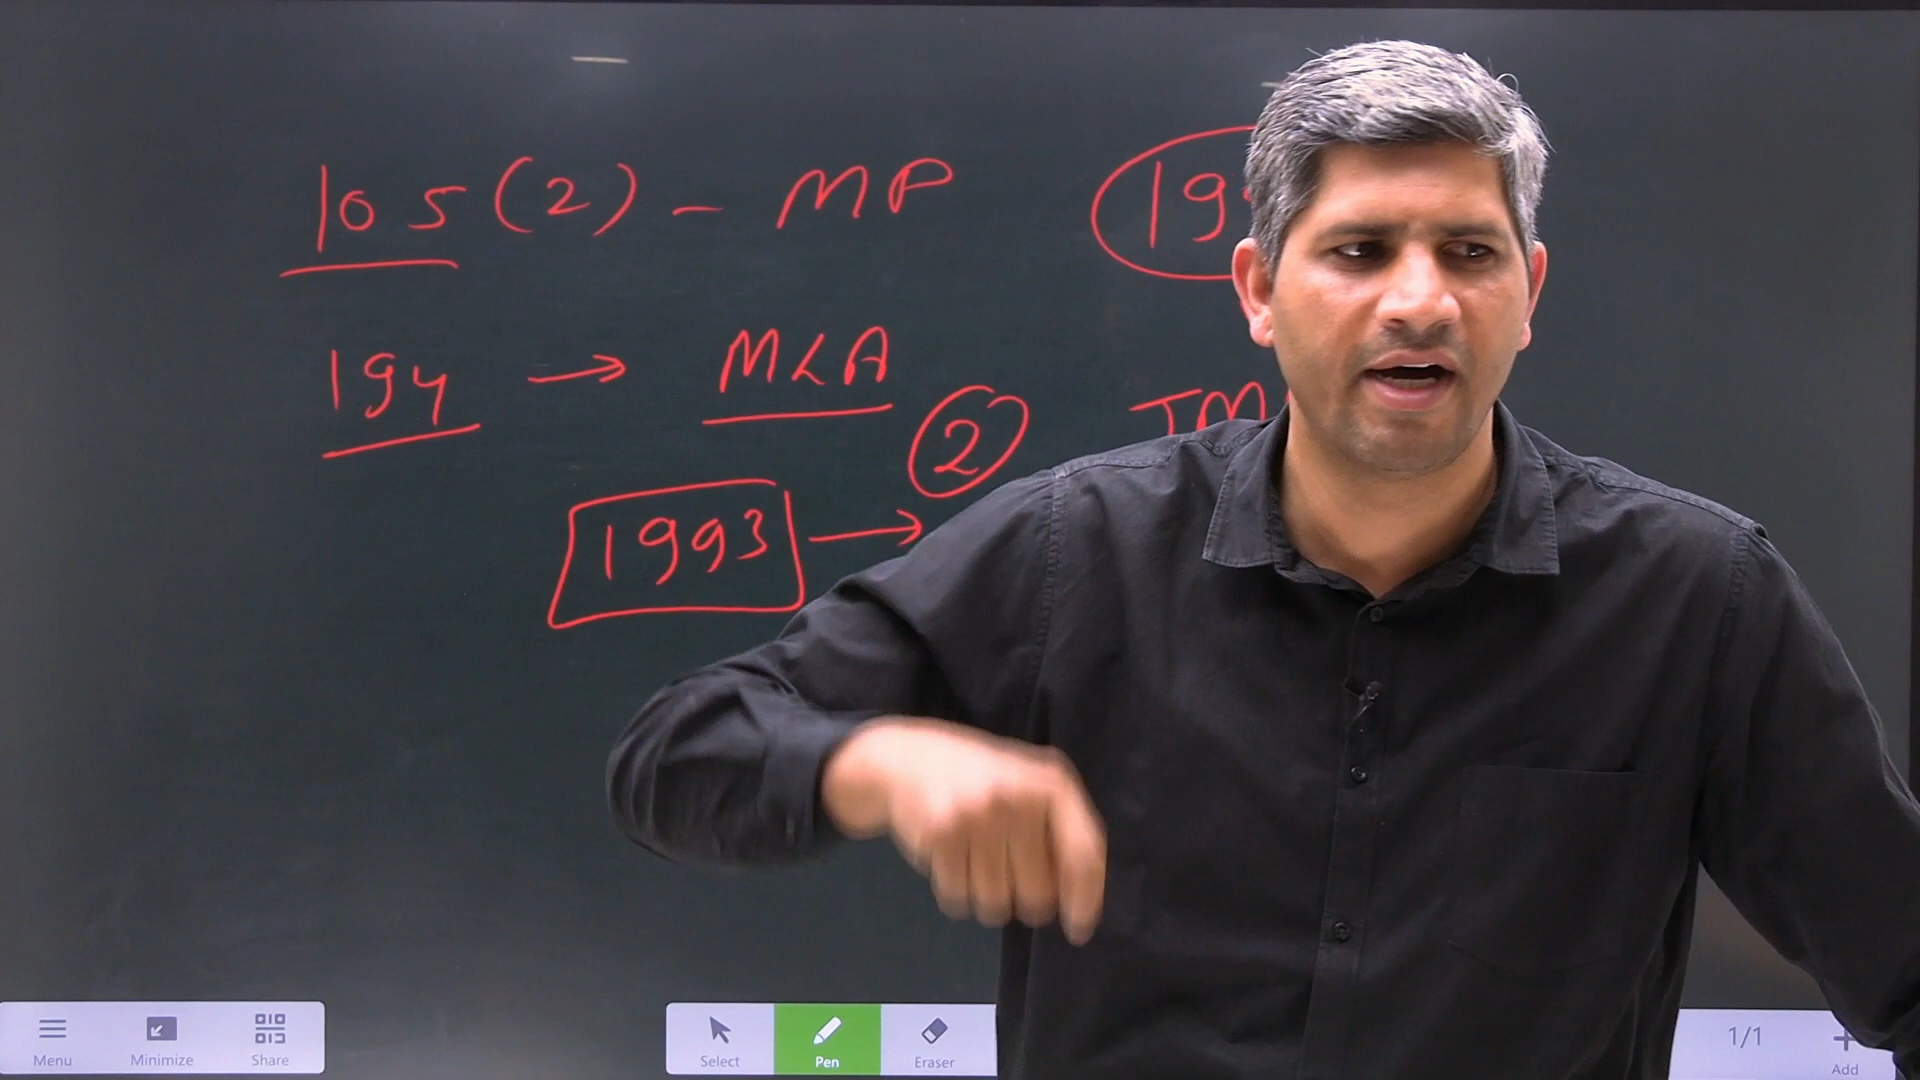 105(2) - MP
194 → MLA
2
1993 →
Menu
Minimize
Share
Select
Pen
Eraser
1/1
Add